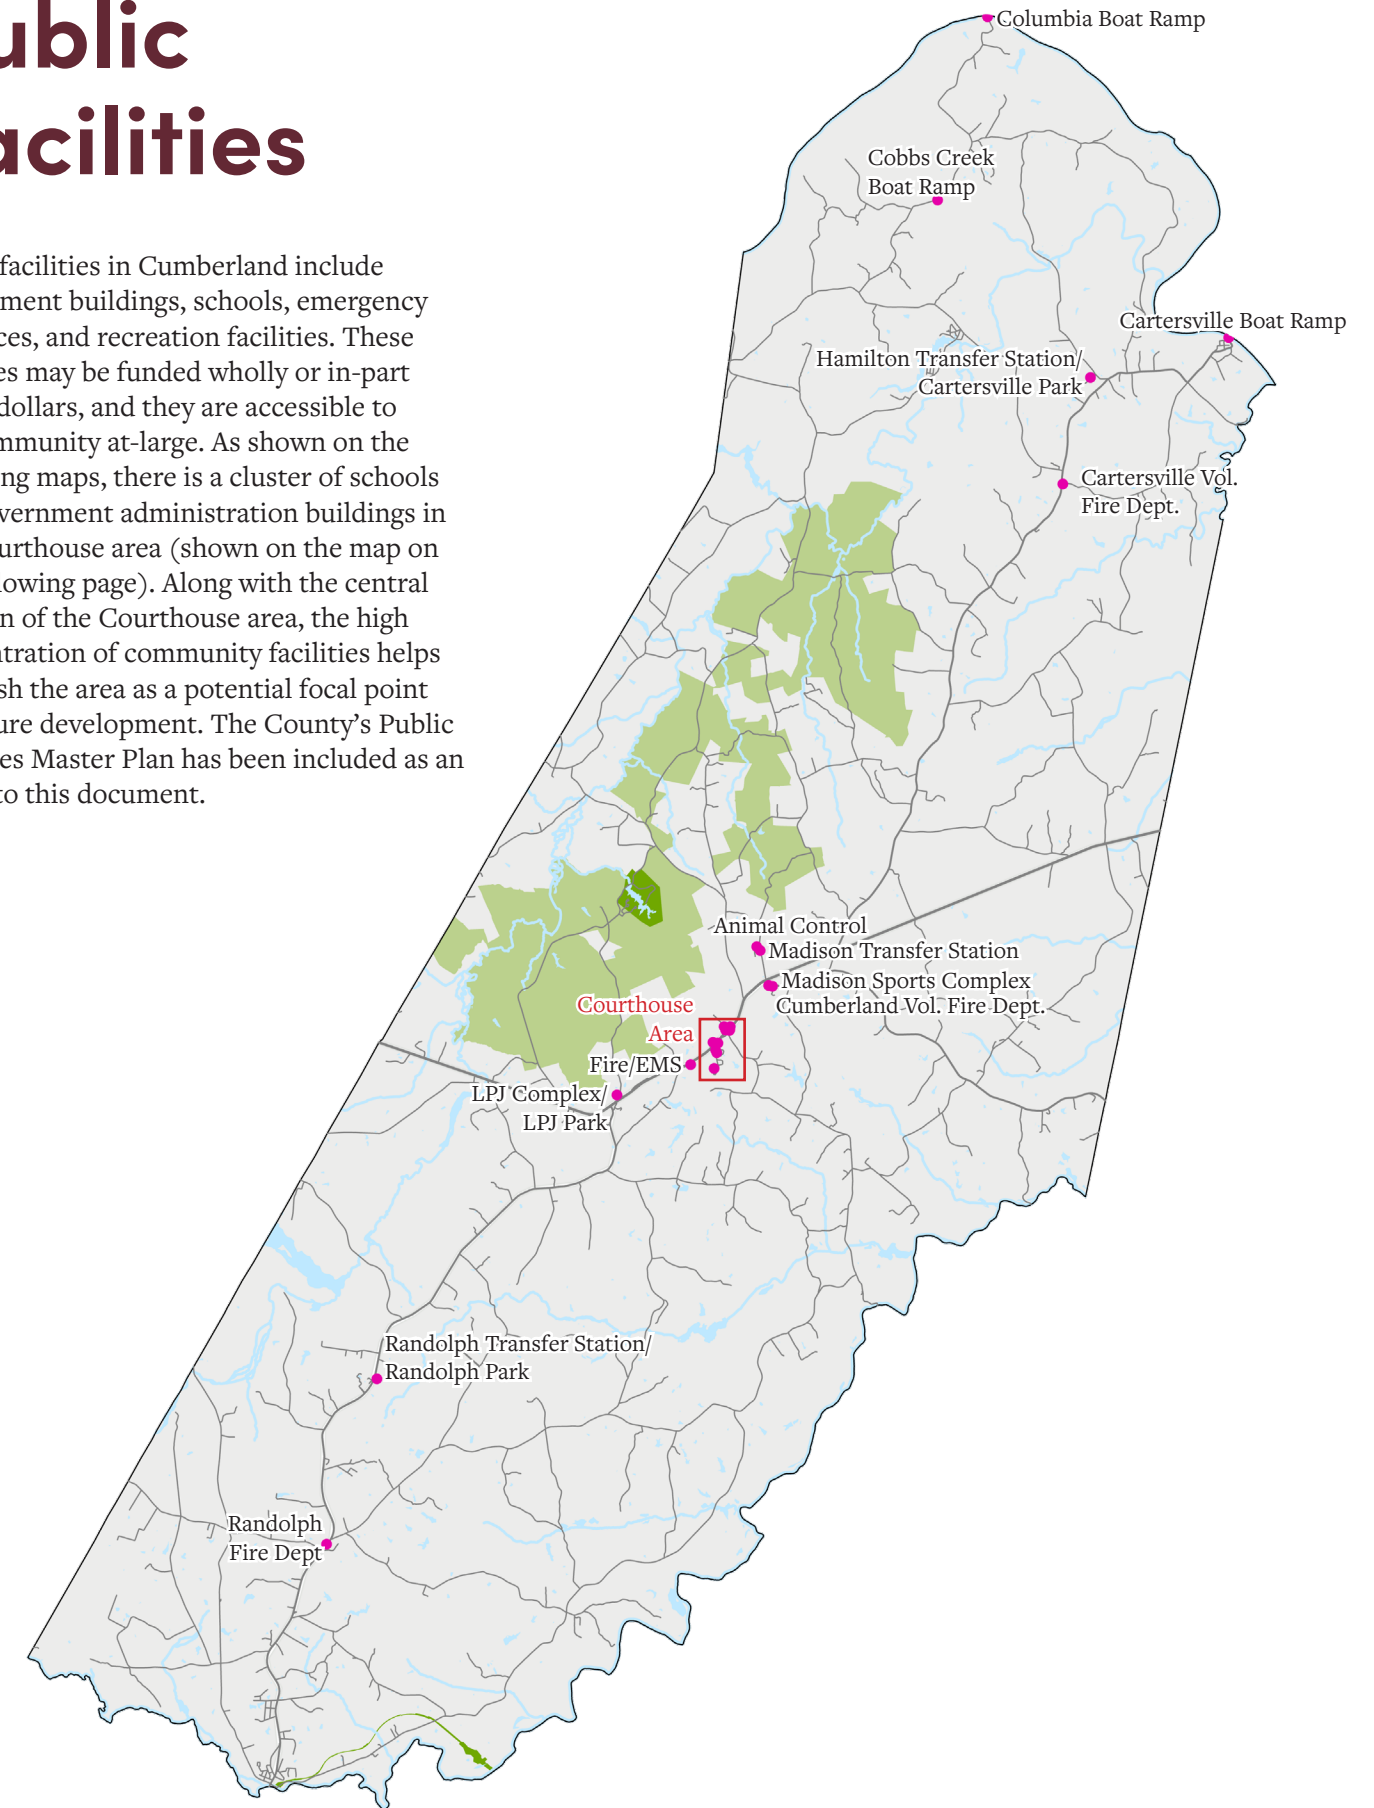 ublic
acilities
facilities in Cumberland include
ment buildings, schools, emergency
ces, and recreation facilities. These
es may be funded wholly or in-part
dollars, and they are accessible to
mmunity at-large. As shown on the
ng maps, there is a cluster of schools
vernment administration buildings in
urthouse area (shown on the map on
lowing page). Along with the central
n of the Courthouse area, the high
ntration of community facilities helps
sh the area as a potential focal point
ure development. The County’s Public
es Master Plan has been included as an
to this document.
Columbia Boat Ramp
Cobbs Creek
Boat Ramp
Cartersville Boat Ramp
Hamilton Transfer Station/
Cartersville Park
Cartersville Vol.
Fire Dept.
Animal Control
Madison Transfer Station
Madison Sports Complex
Cumberland Vol. Fire Dept.
Courthouse
Area
Fire/EMS
LPJ Complex/
LPJ Park
Randolph Transfer Station/
Randolph Park
Randolph
Fire Dept